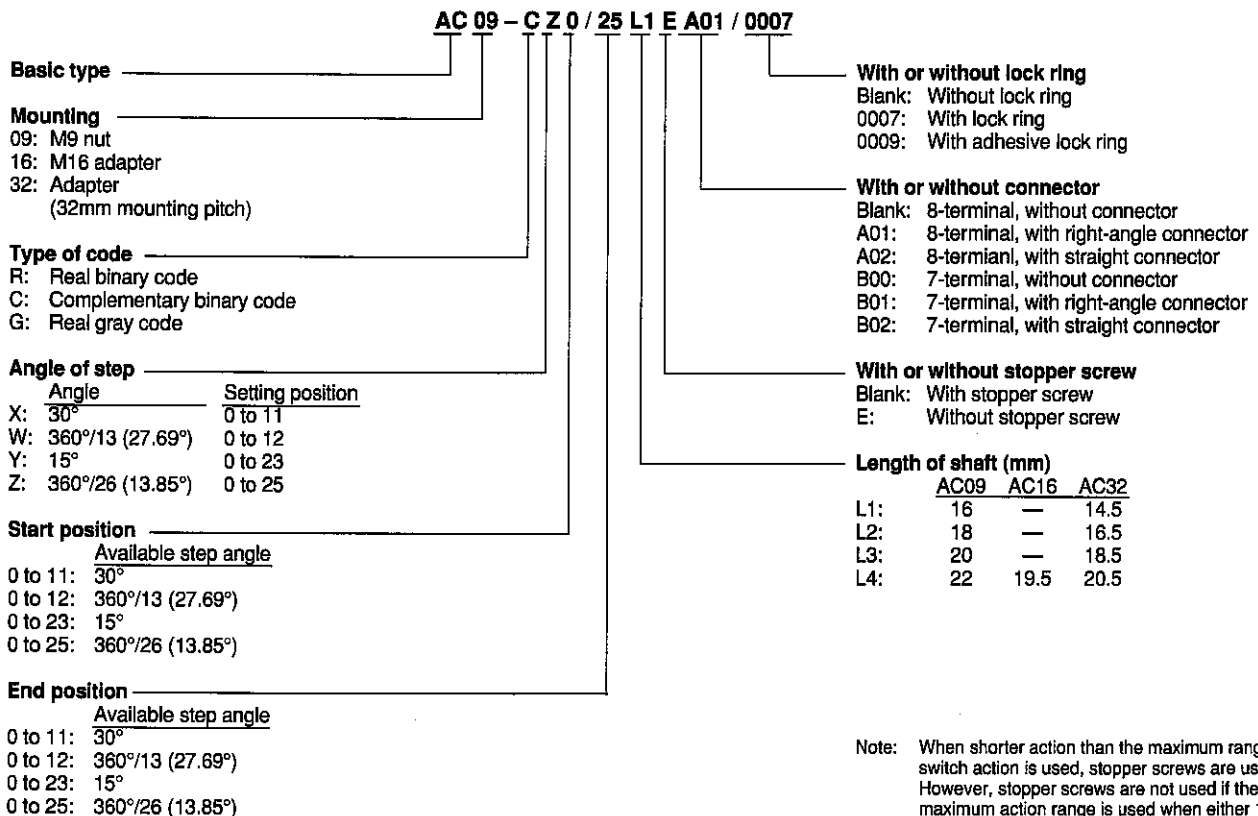 AC 09 – C Z 0 / 25 L1 E A01 / 0007
Basic type
Mounting
09: M9 nut
16: M16 adapter
32: Adapter
(32mm mounting pitch)
Type of code
R: Real binary code
C: Complementary binary code
G: Real gray code
Angle of step
Angle Setting position
X: 30° 0 to 11
W: 360°/13 (27.69°) 0 to 12
Y: 15° 0 to 23
Z: 360°/26 (13.85°) 0 to 25
Start position
Available step angle
0 to 11: 30°
0 to 12: 360°/13 (27.69°)
0 to 23: 15°
0 to 25: 360°/26 (13.85°)
End position
Available step angle
0 to 11: 30°
0 to 12: 360°/13 (27.69°)
0 to 23: 15°
0 to 25: 360°/26 (13.85°)
With or without lock ring
Blank: Without lock ring
0007: With lock ring
0009: With adhesive lock ring
With or without connector
Blank: 8-terminal, without connector
A01: 8-terminal, with right-angle connector
A02: 8-termianl, with straight connector
B00: 7-terminal, without connector
B01: 7-terminal, with right-angle connector
B02: 7-terminal, with straight connector
With or without stopper screw
Blank: With stopper screw
E: Without stopper screw
Length of shaft (mm)
AC09 AC16 AC32
L1: 16 — 14.5
L2: 18 — 16.5
L3: 20 — 18.5
L4: 22 19.5 20.5
Note: When shorter action than the maximum rang
switch action is used, stopper screws are us
However, stopper screws are not used if the
maximum action range is used when either